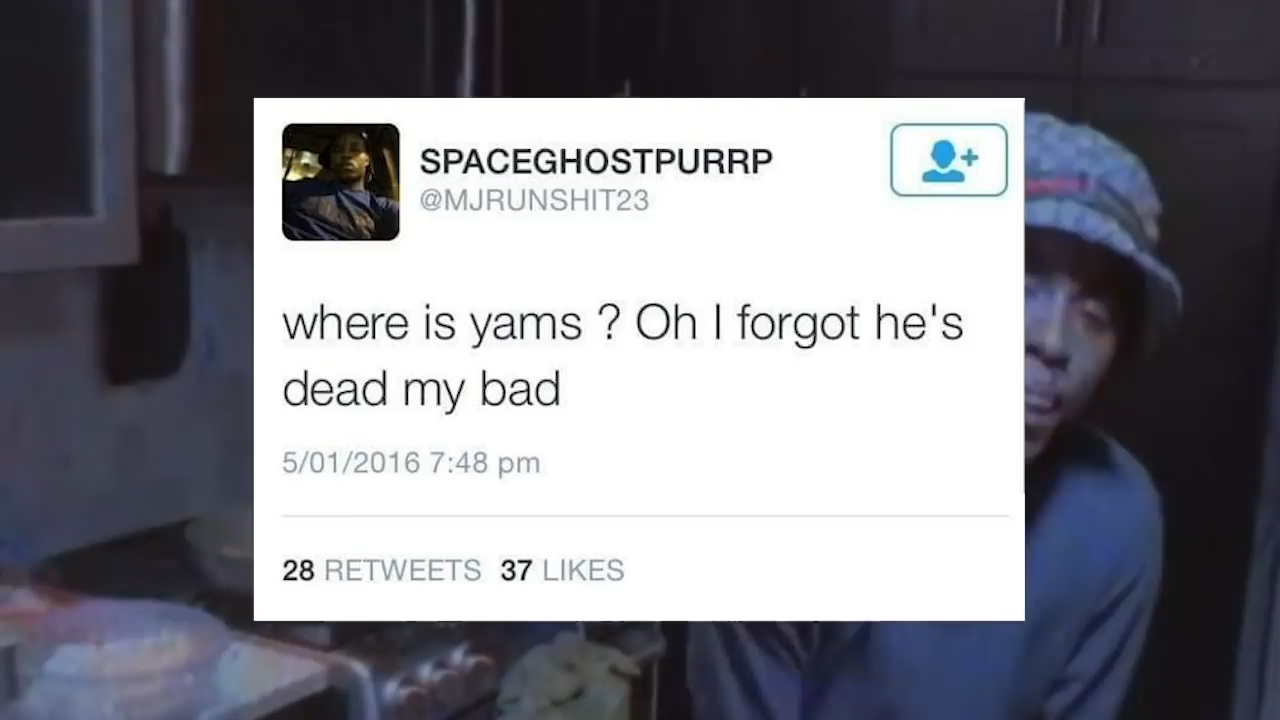 SPACEGHOSTPURRP
@MJRUNSHIT23
where is yams ? Oh I forgot he's
dead my bad
5/01/2016 7:48 pm
28 RETWEETS 37 LIKES